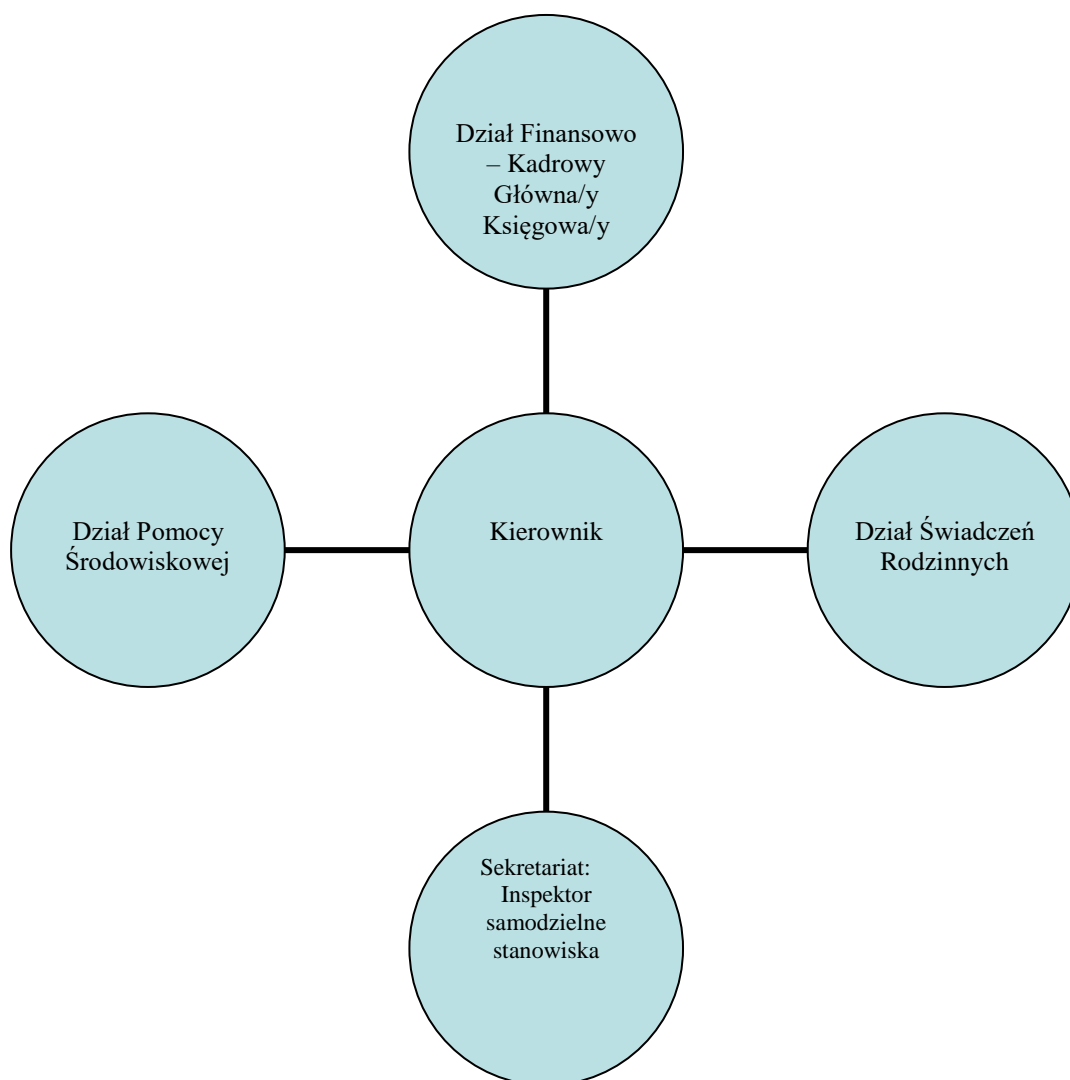 Dział Finansowo
– Kadrowy
Główna/y
Księgowa/y
Dział Pomocy
Środowiskowej
Kierownik
Dział Świadczeń
Rodzinnych
Sekretariat:
Inspektor
samodzielne
stanowiska